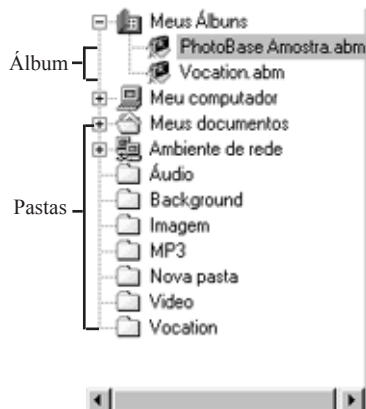 Meus Álbuns
Álbum
PhotoBase Amostra.abm
Vocation.abm
Meu computador
Meus documentos
Ambiente de rede
Áudio
Pastas
Background
Imagem
MP3
Nova pasta
Video
Vocation